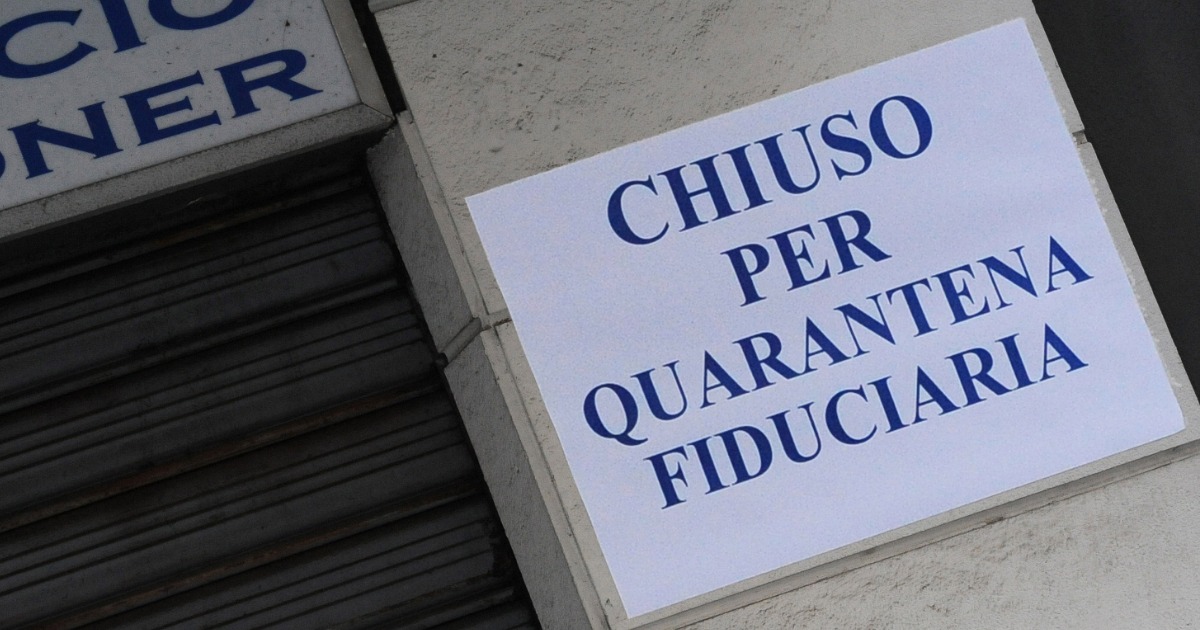 CHIUSO
PER
QUARANTENA
FIDUCIARIA